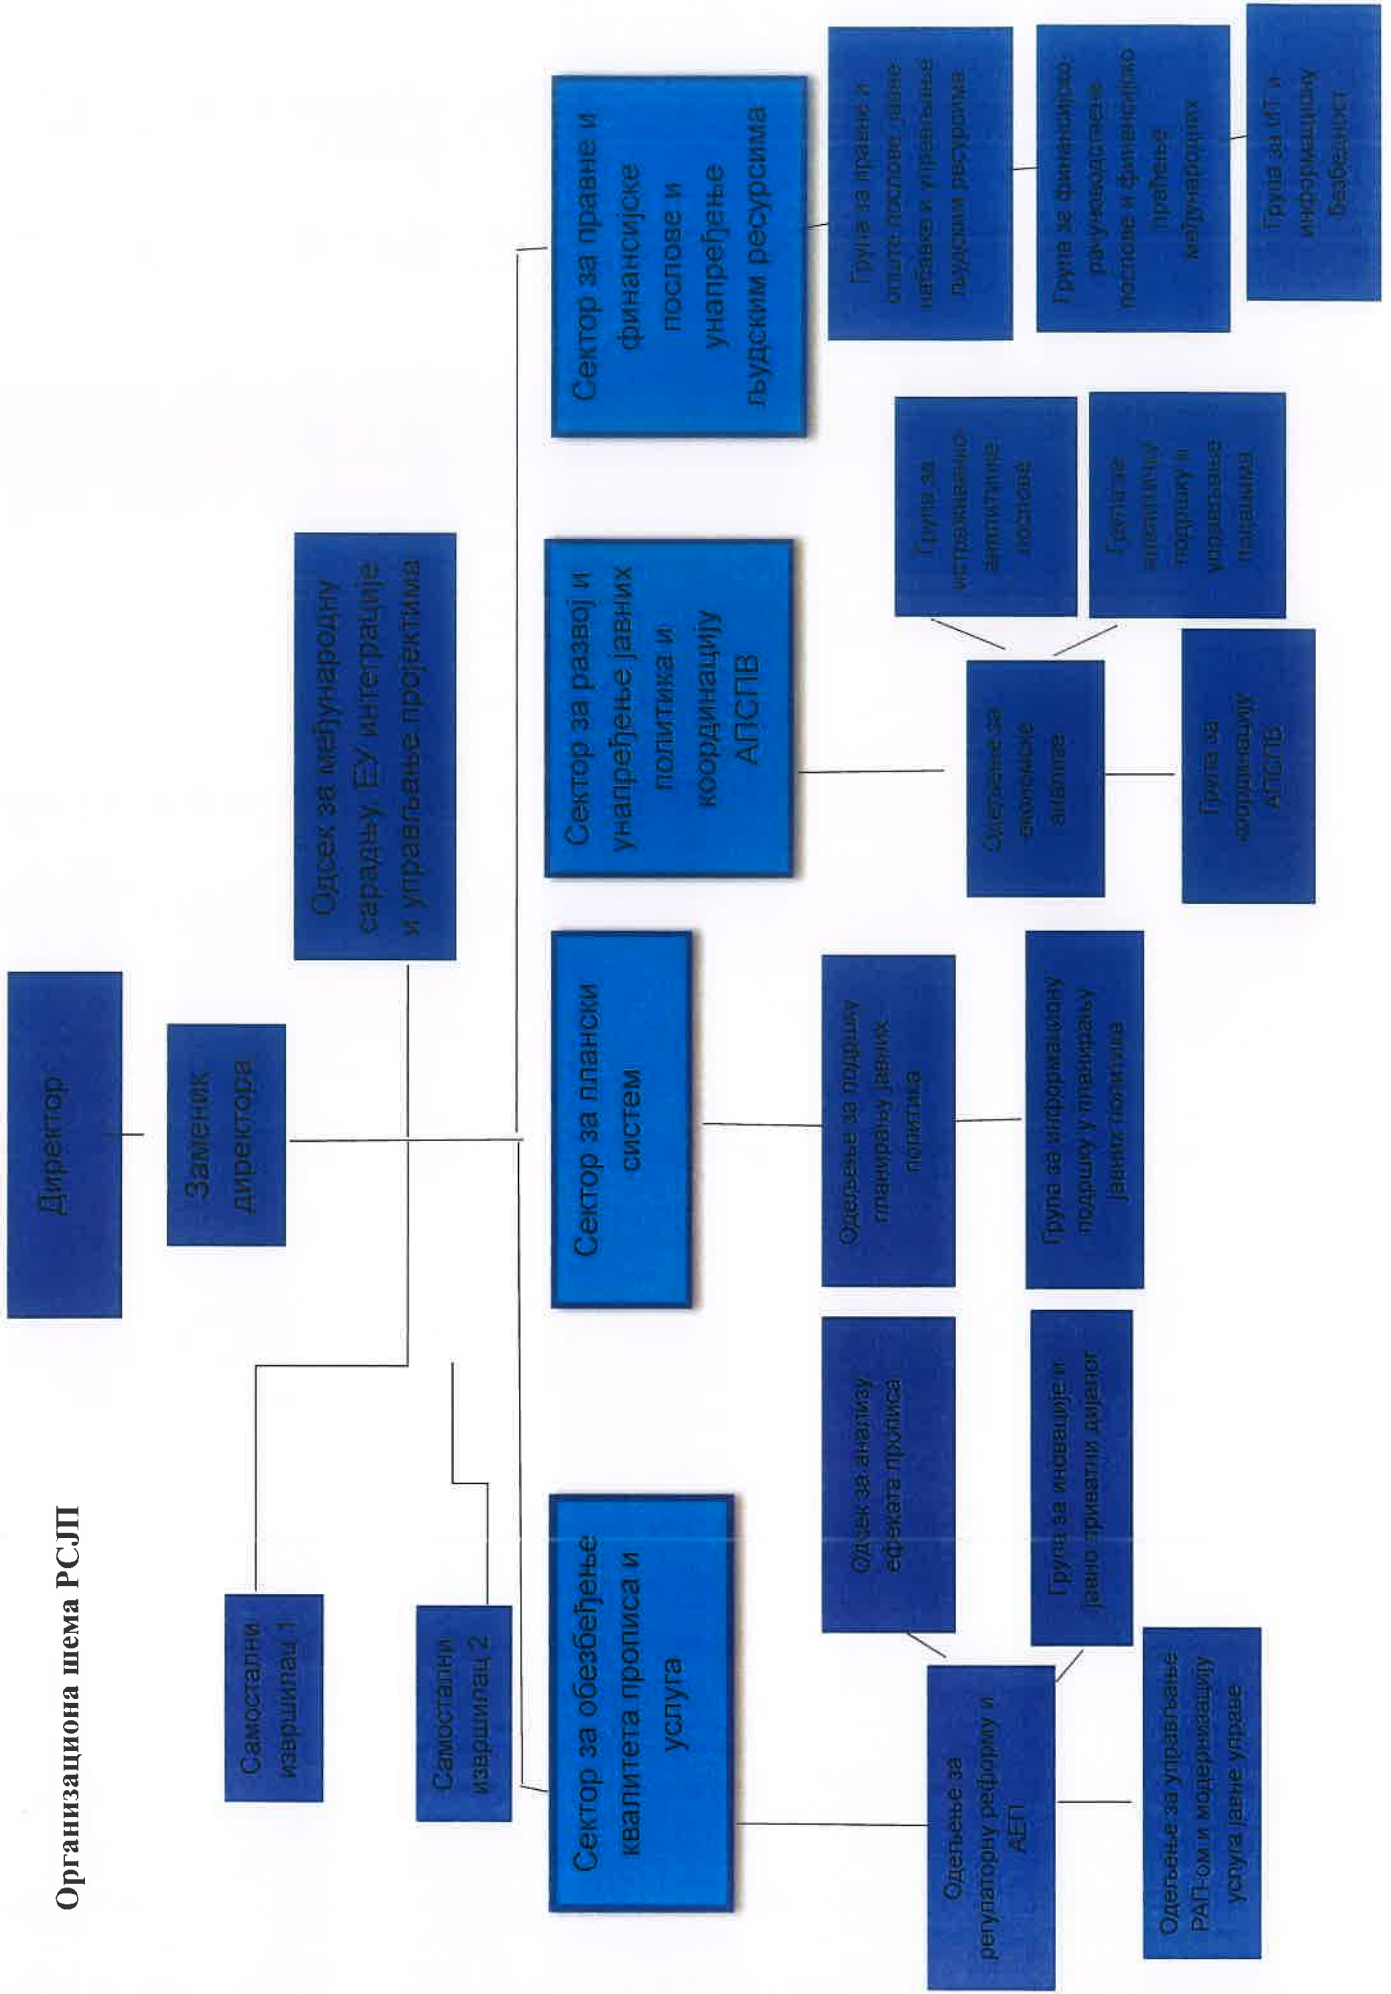 Организациона шема РСЈП
Директор
Заменик
директора
Самостални
извршилац 1
Одсек за међународну
сарадњу, ЕУ интеграције
и управљање пројектима
Самостални
извршилац 2
Сектор за обезбеђење
квалитета прописа и
услуга
Сектор за плански
систем
Сектор за развој и
унапређење јавних
политика и
координацију
АПСПВ
Сектор за правне и
финансијске
послове и
унапређење
људским ресурсима
Одељење за
регулаторну реформу и
АЕП
Одсек за анализу
ефеката прописа
Група за иновације и
јавно приватни дијалог
Одељење за управљање
РАП-ом и модернизацију
услуга јавне управе
Одељење за подршку
планирању јавних
политика
Група за информациону
подршку у планирању
јавних политика
Одељење за
економске
анализе
Група за
истраживачко-
аналитичке
послове
Група за
аналитичку
подршку и
управљање
подацима
Група за
координацију
АПСПВ
Група за правне и
опште послове, јавне
набавке и управљање
људским ресурсима
Група за финансијско
рачуноводствене
послове и финансијско
праћење
међународних
Група за ИТ и
информациону
безбедност